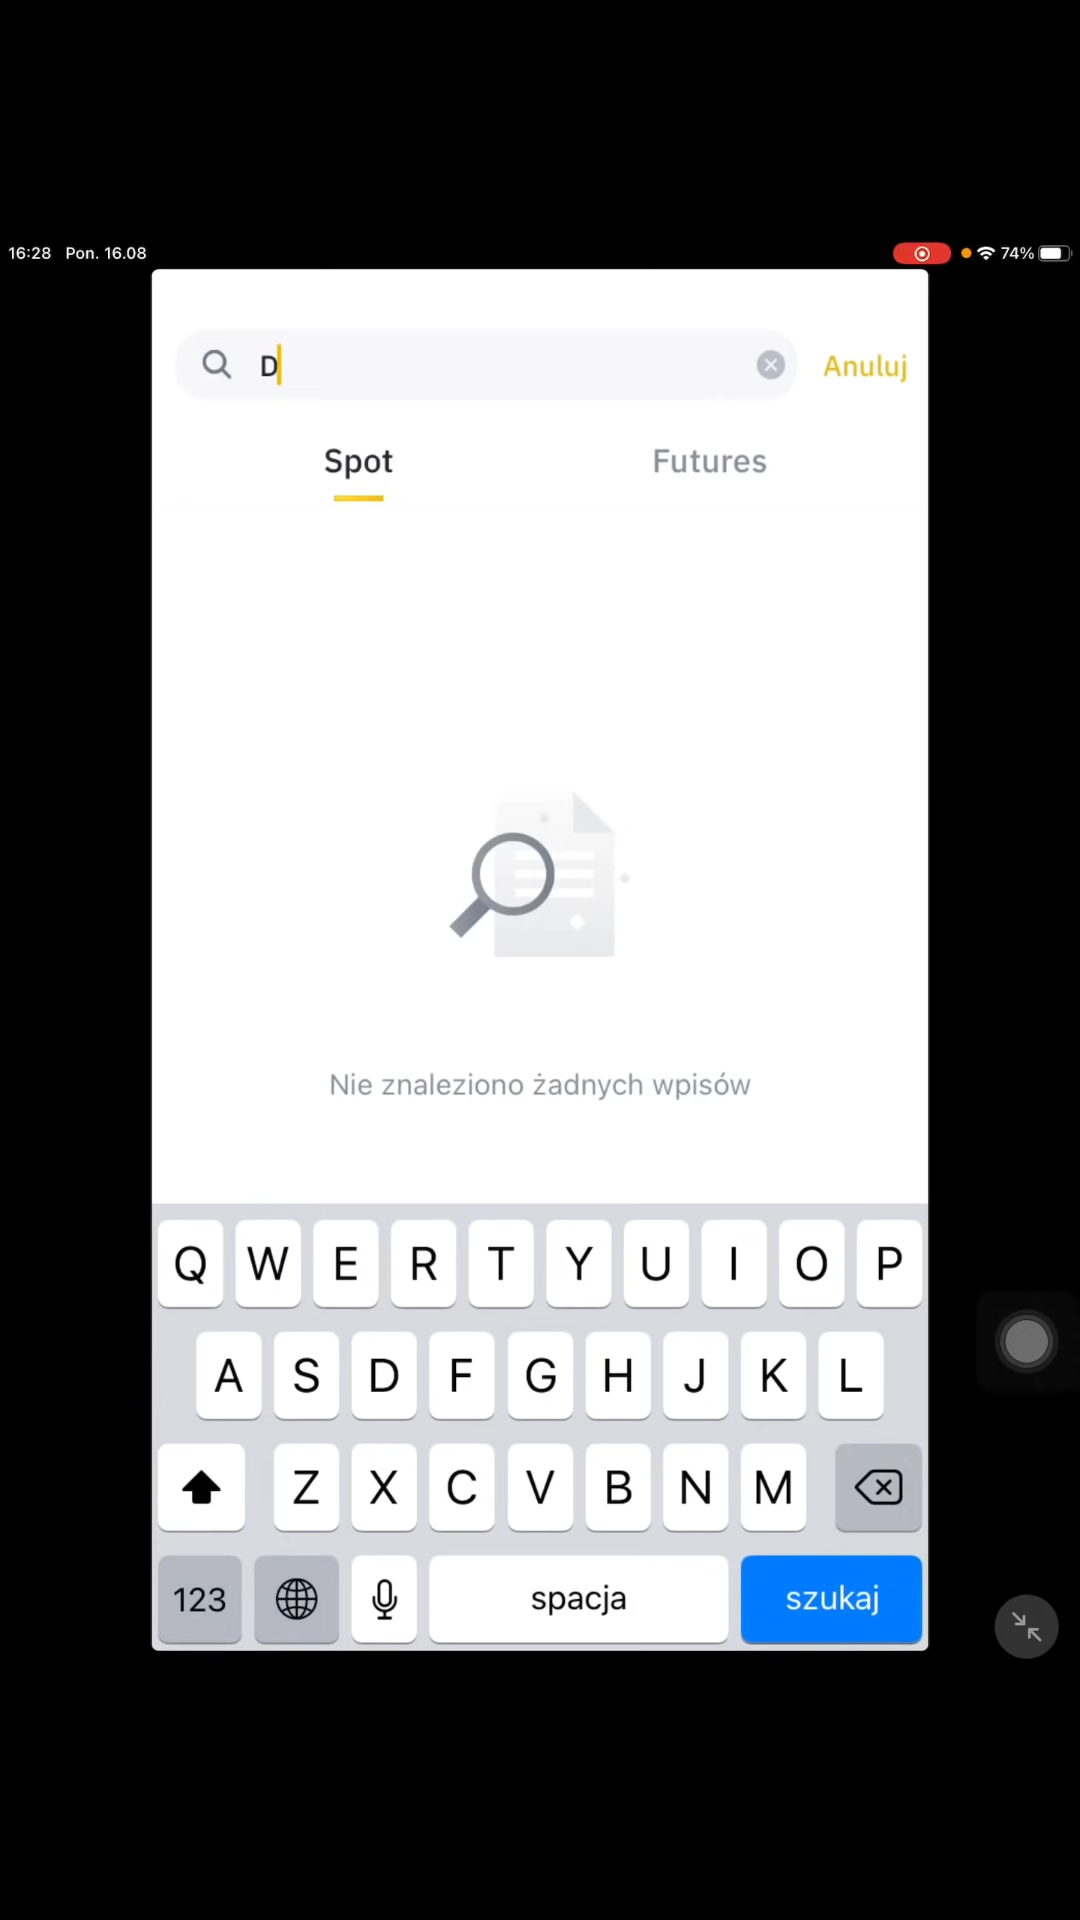 16:28 Pon. 16.08 74%
D Anuluj
Spot Futures
Nie znaleziono żadnych wpisów
Q W E R T Y U I O P
A S D F G H J K L
Z X C V B N M
123 spacja szukaj